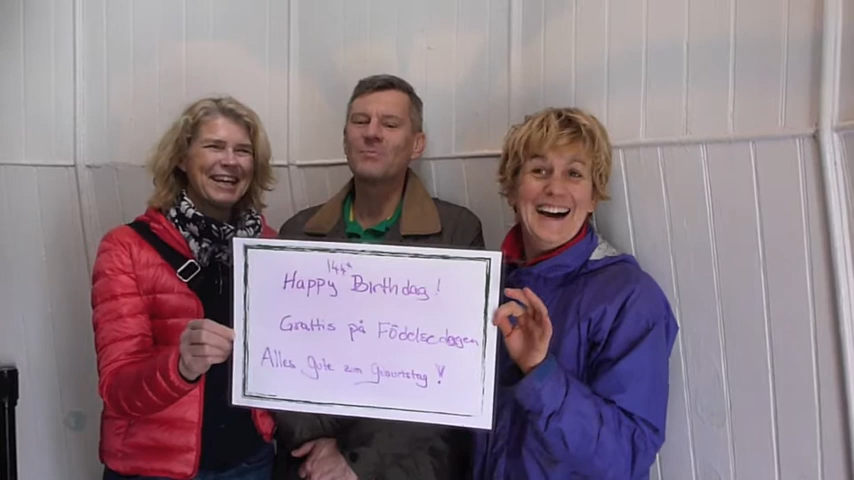 144th
Happy Birthday!
Grattis på Födelsedagen
Alles Gute zum Geburtstag!